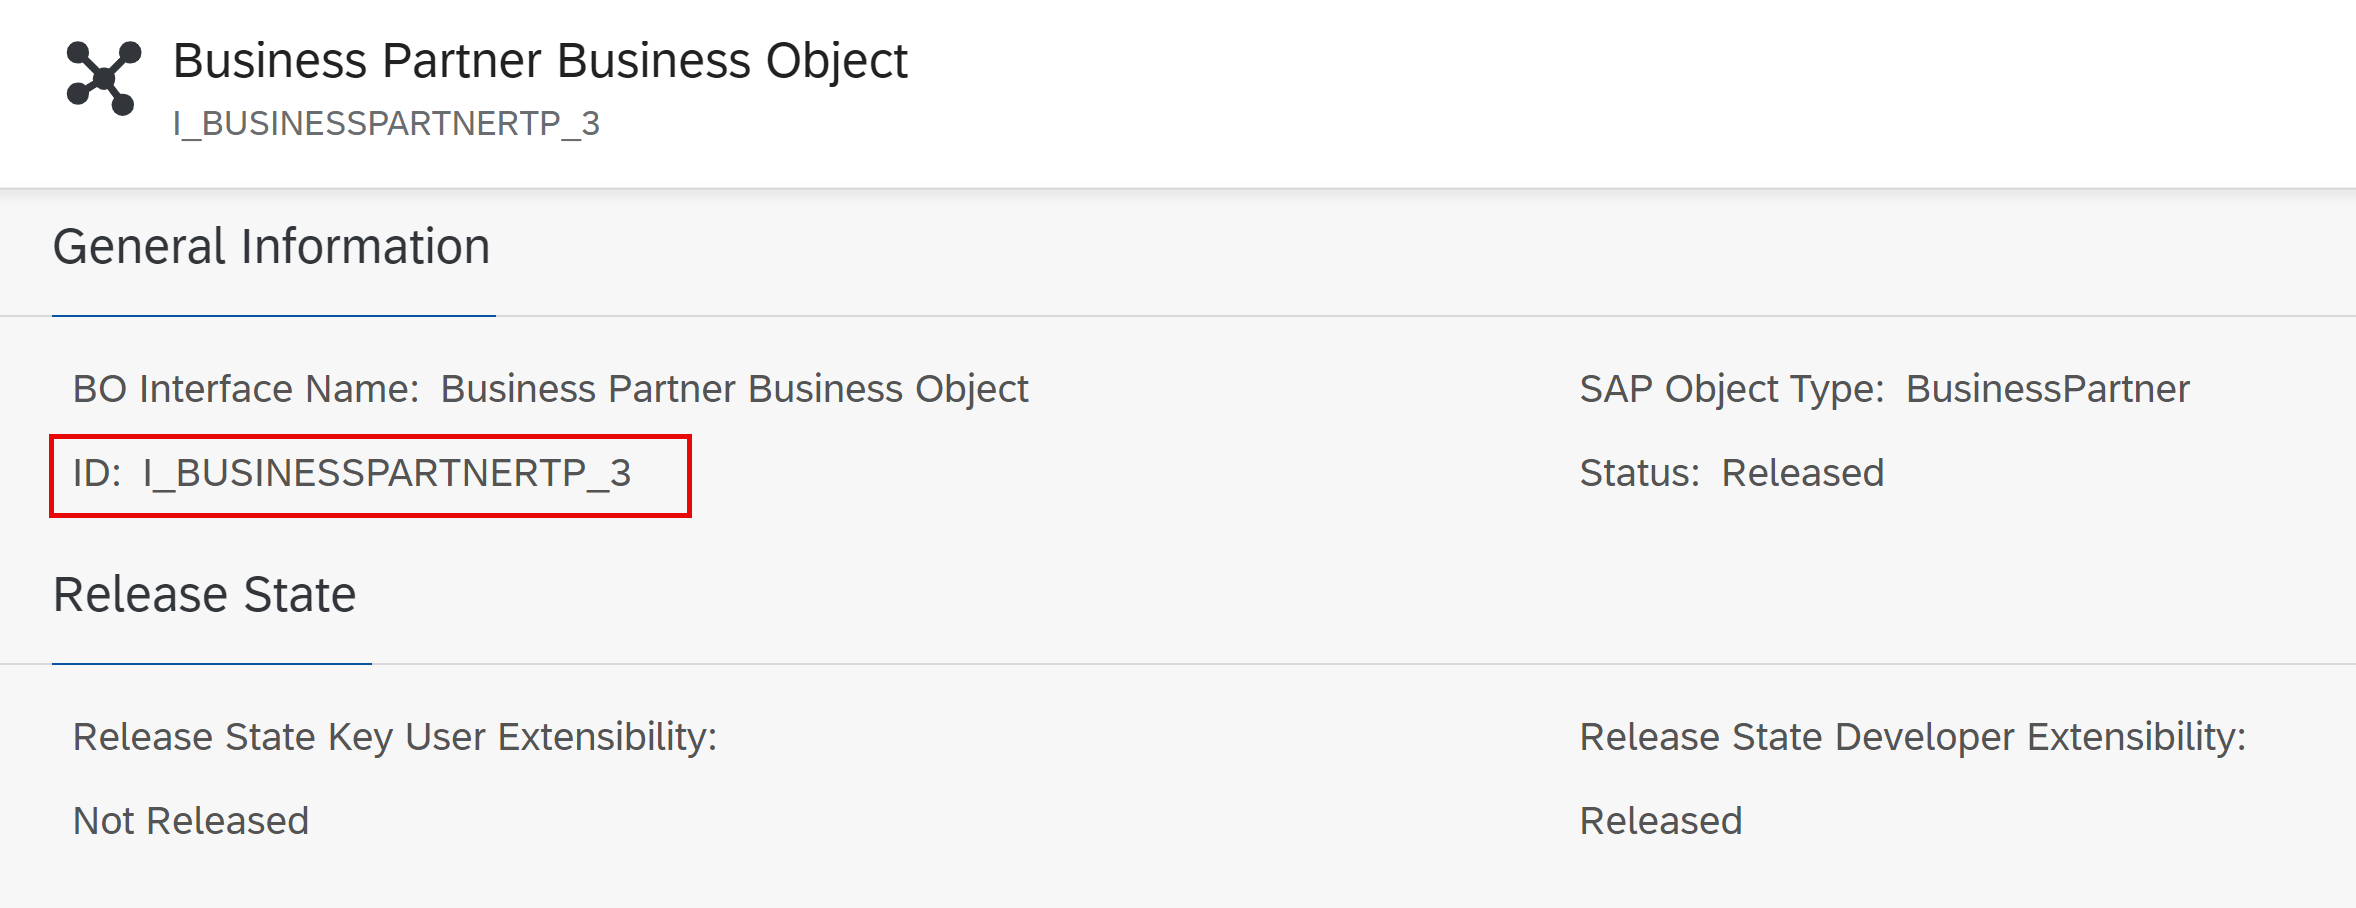 Business Partner Business Object
I_BUSINESSPARTNERTP_3
General Information
BO Interface Name: Business Partner Business Object
SAP Object Type: BusinessPartner
ID: I_BUSINESSPARTNERTP_3
Status: Released
Release State
Release State Key User Extensibility:
Not Released
Release State Developer Extensibility:
Released